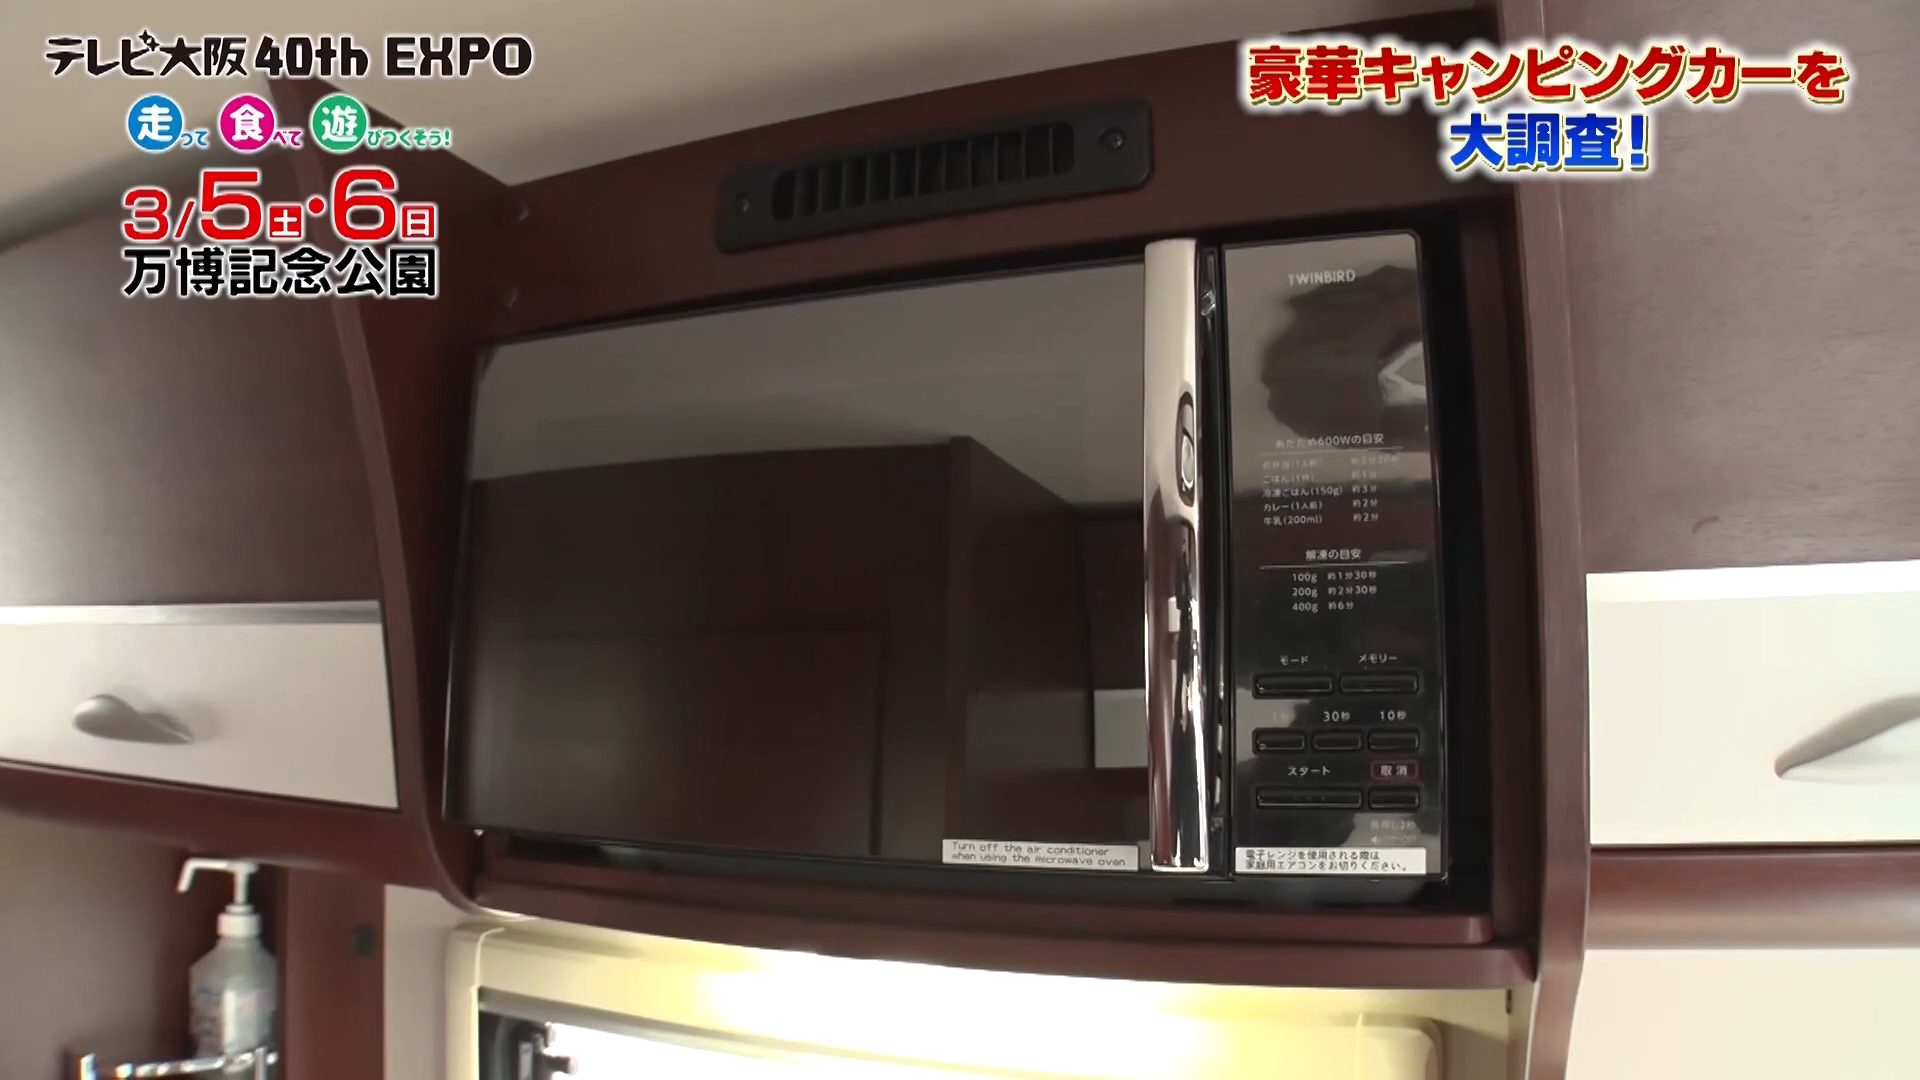 テレビ大阪40th EXPO
走って 食べて 遊びつくそう!
3/5土・6日
万博記念公園
豪華キャンピングカーを
大調査!
TWINBIRD
あたため600Wの目安
お弁当(1人前) 約2分20秒
ごはん(1杯) 約1分
冷凍ごはん(150g) 約3分
カレー(1人前) 約2分
牛乳(200ml) 約2分
解凍の目安
100g 約1分30秒
200g 約2分30秒
400g 約6分
モード メモリー
1分 30秒 10秒
スタート 取消
長押し2秒
Turn off the air conditioner
when using the microwave oven
電子レンジを使用される際は
家庭用エアコンをお切りください。